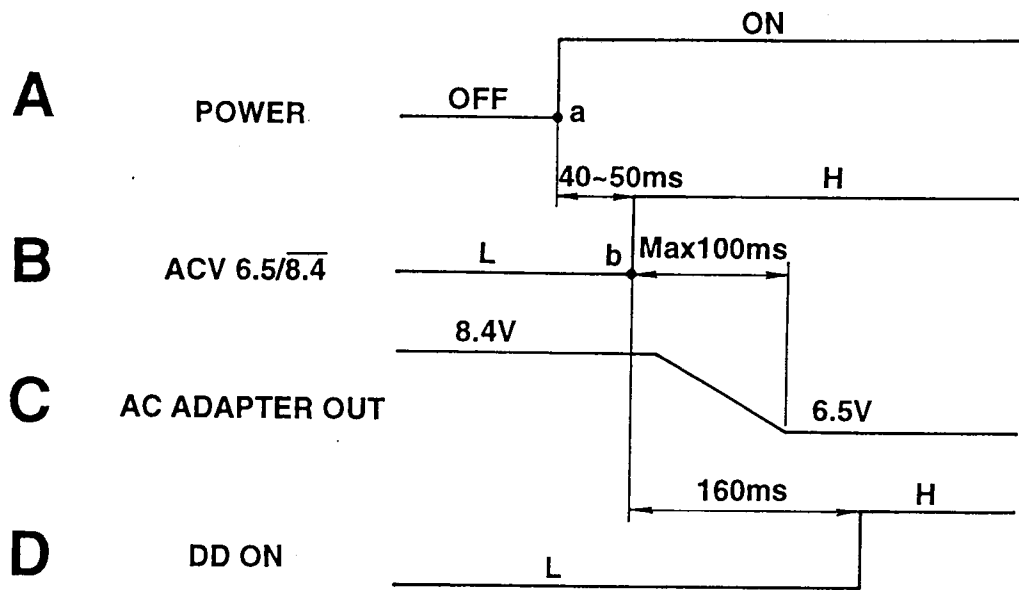 ON
A POWER OFF a
40~50ms H
B ACV 6.5/8.4 L b Max100ms
8.4V
C AC ADAPTER OUT 6.5V
160ms H
D DD ON L